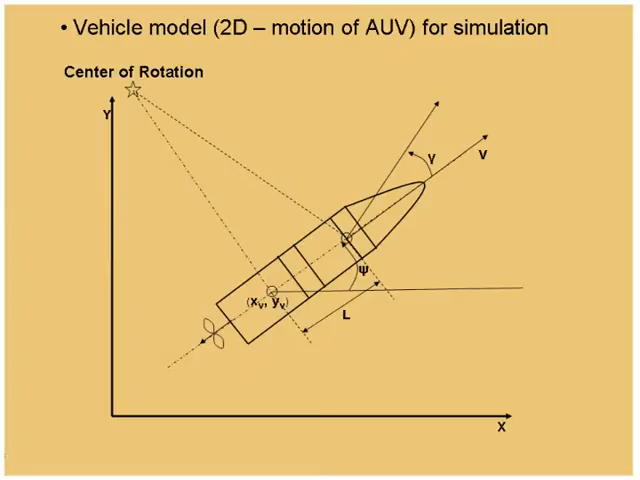 • Vehicle model (2D – motion of AUV) for simulation
Center of Rotation
Y
γ
V
ψ
(xᵥ, yᵥ)
L
X